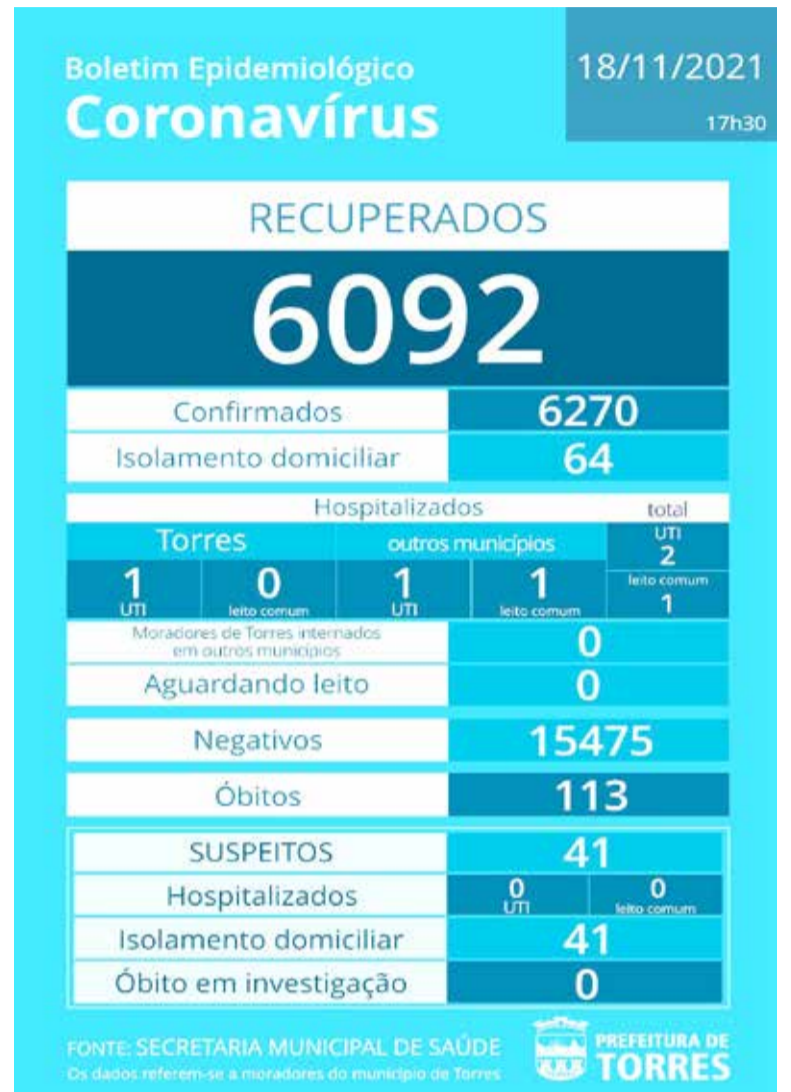 Boletim Epidemiológico
Coronavírus
18/11/2021
17h30
RECUPERADOS
6092
Confirmados 6270
Isolamento domiciliar 64
Hospitalizados total
Torres outros municípios UTI
2
1 0 1 1 leito comum
UTI leito comum UTI leito comum 1
Moradores de Torres internados
em outros municípios 0
Aguardando leito 0
Negativos 15475
Óbitos 113
SUSPEITOS 41
Hospitalizados 0 0
UTI leito comum
Isolamento domiciliar 41
Óbito em investigação 0
FONTE: SECRETARIA MUNICIPAL DE SAÚDE
Os dados referem-se a moradores do município de Torres
PREFEITURA DE
TORRES